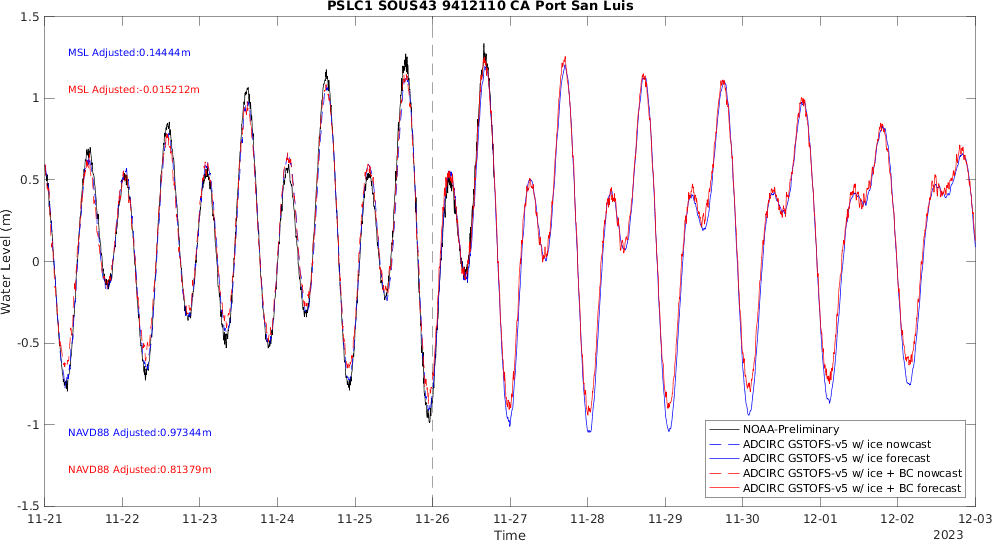 PSLC1 SOUS43 9412110 CA Port San Luis
1.5
1
0.5
0
-0.5
-1
-1.5
Water Level (m)
MSL Adjusted:0.14444m
MSL Adjusted:-0.015212m
NAVD88 Adjusted:0.97344m
NAVD88 Adjusted:0.81379m
NOAA-Preliminary
ADCIRC GSTOFS-v5 w/ ice nowcast
ADCIRC GSTOFS-v5 w/ ice forecast
ADCIRC GSTOFS-v5 w/ ice + BC nowcast
ADCIRC GSTOFS-v5 w/ ice + BC forecast
11-21 11-22 11-23 11-24 11-25 11-26 11-27 11-28 11-29 11-30 12-01 12-02 12-03
Time
2023